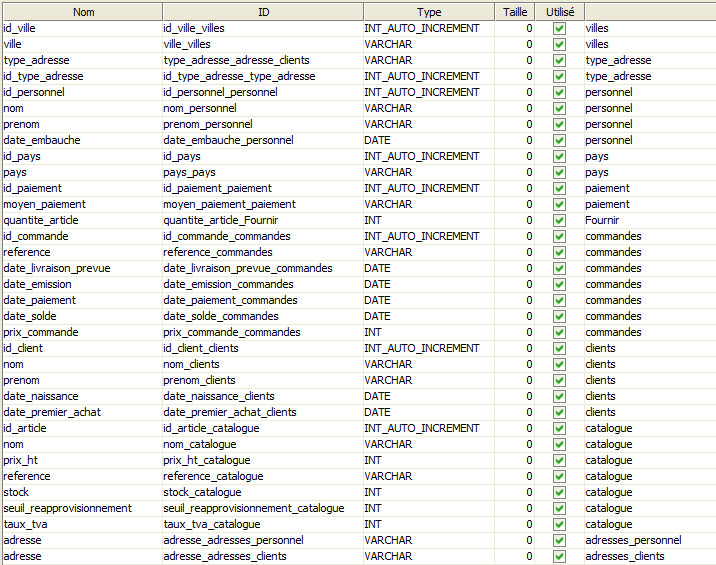 Nom ID Type Taille Utilisé
id_ville id_ville_villes INT_AUTO_INCREMENT 0 villes
ville ville_villes VARCHAR 0 villes
type_adresse type_adresse_adresse_clients VARCHAR 0 type_adresse
id_type_adresse id_type_adresse_type_adresse INT_AUTO_INCREMENT 0 type_adresse
id_personnel id_personnel_personnel INT_AUTO_INCREMENT 0 personnel
nom nom_personnel VARCHAR 0 personnel
prenom prenom_personnel VARCHAR 0 personnel
date_embauche date_embauche_personnel DATE 0 personnel
id_pays id_pays INT_AUTO_INCREMENT 0 pays
pays pays_pays VARCHAR 0 pays
id_paiement id_paiement_paiement INT_AUTO_INCREMENT 0 paiement
moyen_paiement moyen_paiement_paiement VARCHAR 0 paiement
quantite_article quantite_article_Fournir INT 0 Fournir
id_commande id_commande_commandes INT_AUTO_INCREMENT 0 commandes
reference reference_commandes VARCHAR 0 commandes
date_livraison_prevue date_livraison_prevue_commandes DATE 0 commandes
date_emission date_emission_commandes DATE 0 commandes
date_paiement date_paiement_commandes DATE 0 commandes
date_solde date_solde_commandes DATE 0 commandes
prix_commande prix_commande_commandes INT 0 commandes
id_client id_client_clients INT_AUTO_INCREMENT 0 clients
nom nom_clients VARCHAR 0 clients
prenom prenom_clients VARCHAR 0 clients
date_naissance date_naissance_clients DATE 0 clients
date_premier_achat date_premier_achat_clients DATE 0 clients
id_article id_article_catalogue INT_AUTO_INCREMENT 0 catalogue
nom nom_catalogue VARCHAR 0 catalogue
prix_ht prix_ht_catalogue INT 0 catalogue
reference reference_catalogue VARCHAR 0 catalogue
stock stock_catalogue INT 0 catalogue
seuil_reapprovisionnement seuil_reapprovisionnement_catalogue INT 0 catalogue
taux_tva taux_tva_catalogue INT 0 catalogue
adresse adresse_adresses_personnel VARCHAR 0 adresses_personnel
adresse adresse_adresses_clients VARCHAR 0 adresses_clients